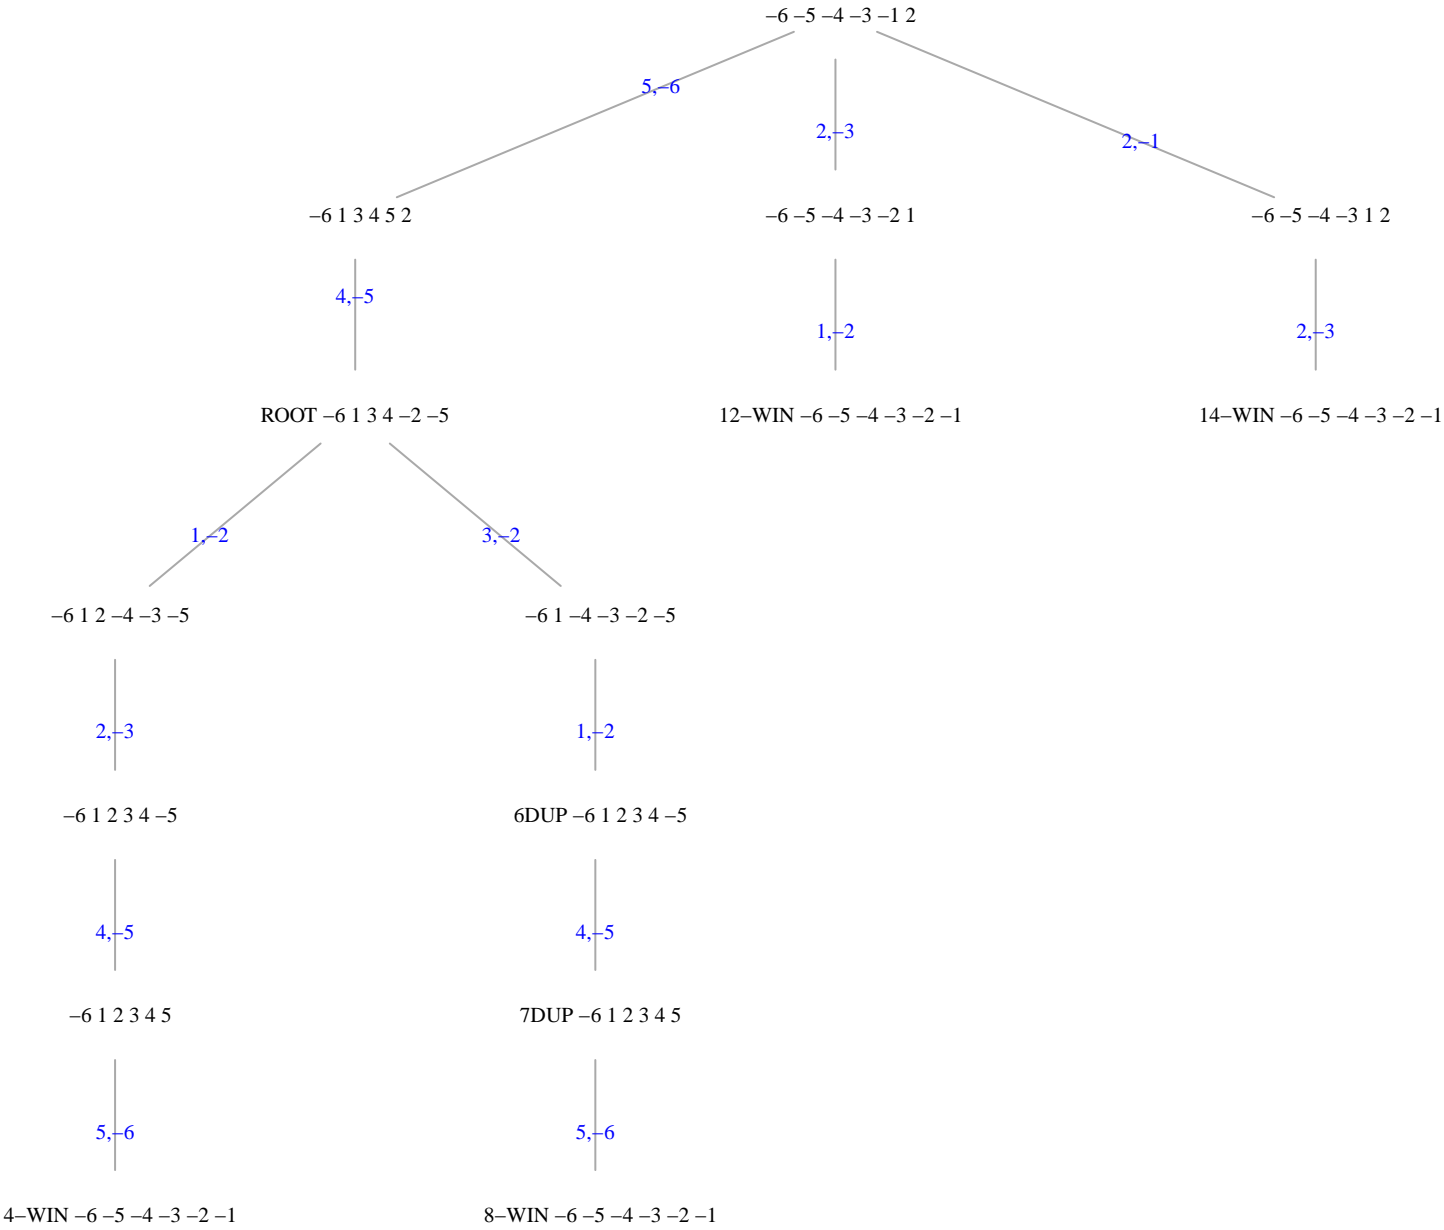 –6 –5 –4 –3 –1 2
5,–6
2,–3
2,–1
–6 1 3 4 5 2
–6 –5 –4 –3 –2 1
–6 –5 –4 –3 1 2
4,–5
1,–2
2,–3
ROOT –6 1 3 4 –2 –5
12–WIN –6 –5 –4 –3 –2 –1
14–WIN –6 –5 –4 –3 –2 –1
1,–2
3,–2
–6 1 2 –4 –3 –5
–6 1 –4 –3 –2 –5
2,–3
1,–2
–6 1 2 3 4 –5
6DUP –6 1 2 3 4 –5
4,–5
4,–5
–6 1 2 3 4 5
7DUP –6 1 2 3 4 5
5,–6
5,–6
4–WIN –6 –5 –4 –3 –2 –1
8–WIN –6 –5 –4 –3 –2 –1